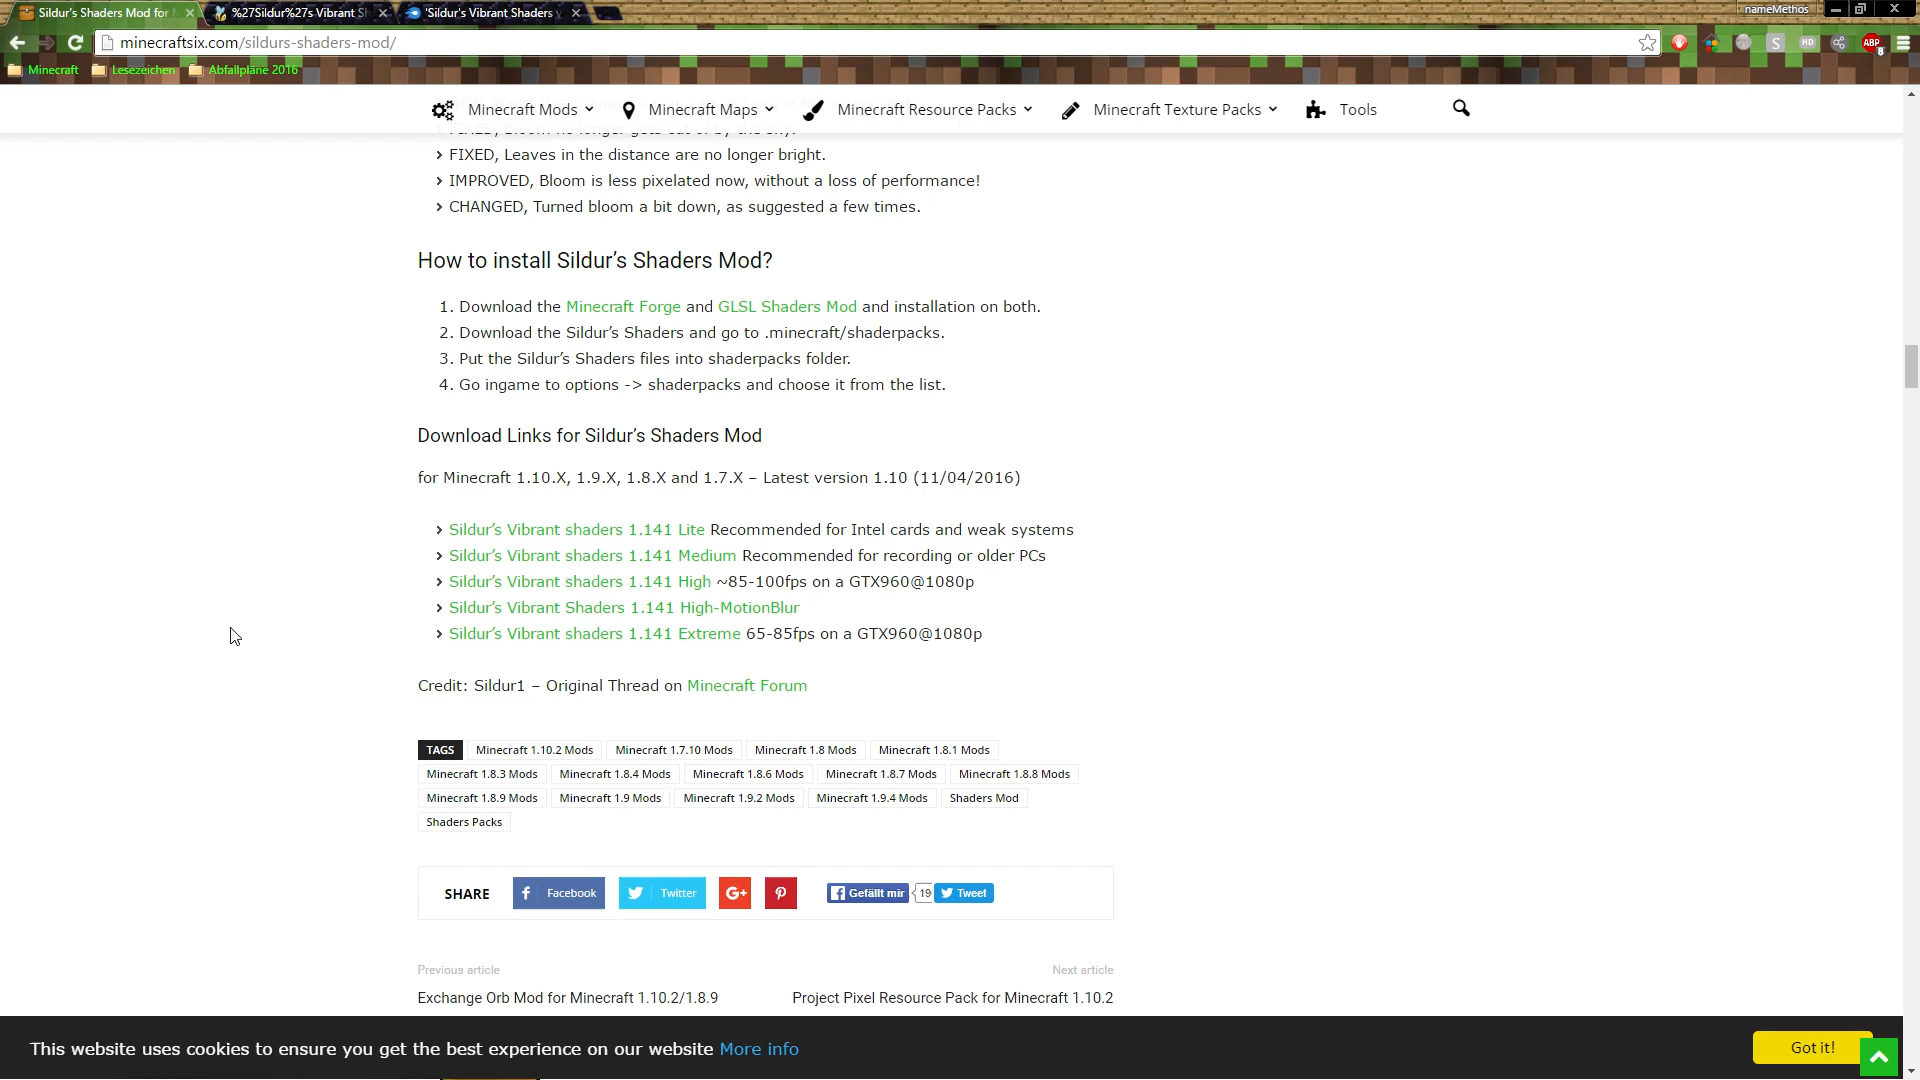 Sildur's Shaders Mod for
%27Sildur%27s Vibrant Sh
'Sildur's Vibrant Shaders v
nameMethos
minecraftsix.com/sildurs-shaders-mod/
S
HD
ABP
8
Minecraft
Lesezeichen
Abfallpläne 2016
Minecraft Mods
Minecraft Maps
Minecraft Resource Packs
Minecraft Texture Packs
Tools
> FIXED, Bloom no longer gets cut of by the sky.
> FIXED, Leaves in the distance are no longer bright.
> IMPROVED, Bloom is less pixelated now, without a loss of performance!
> CHANGED, Turned bloom a bit down, as suggested a few times.
How to install Sildur’s Shaders Mod?
1. Download the Minecraft Forge and GLSL Shaders Mod and installation on both.
2. Download the Sildur’s Shaders and go to .minecraft/shaderpacks.
3. Put the Sildur’s Shaders files into shaderpacks folder.
4. Go ingame to options -> shaderpacks and choose it from the list.
Download Links for Sildur’s Shaders Mod
for Minecraft 1.10.X, 1.9.X, 1.8.X and 1.7.X – Latest version 1.10 (11/04/2016)
> Sildur’s Vibrant shaders 1.141 Lite Recommended for Intel cards and weak systems
> Sildur’s Vibrant shaders 1.141 Medium Recommended for recording or older PCs
> Sildur’s Vibrant shaders 1.141 High ~85-100fps on a GTX960@1080p
> Sildur’s Vibrant Shaders 1.141 High-MotionBlur
> Sildur’s Vibrant shaders 1.141 Extreme 65-85fps on a GTX960@1080p
Credit: Sildur1 – Original Thread on Minecraft Forum
TAGS Minecraft 1.10.2 Mods Minecraft 1.7.10 Mods Minecraft 1.8 Mods Minecraft 1.8.1 Mods
Minecraft 1.8.3 Mods Minecraft 1.8.4 Mods Minecraft 1.8.6 Mods Minecraft 1.8.7 Mods Minecraft 1.8.8 Mods
Minecraft 1.8.9 Mods Minecraft 1.9 Mods Minecraft 1.9.2 Mods Minecraft 1.9.4 Mods Shaders Mod
Shaders Packs
SHARE Facebook Twitter G+ Gefällt mir 19 Tweet
Previous article
Next article
Exchange Orb Mod for Minecraft 1.10.2/1.8.9
Project Pixel Resource Pack for Minecraft 1.10.2
This website uses cookies to ensure you get the best experience on our website More info
Got it!